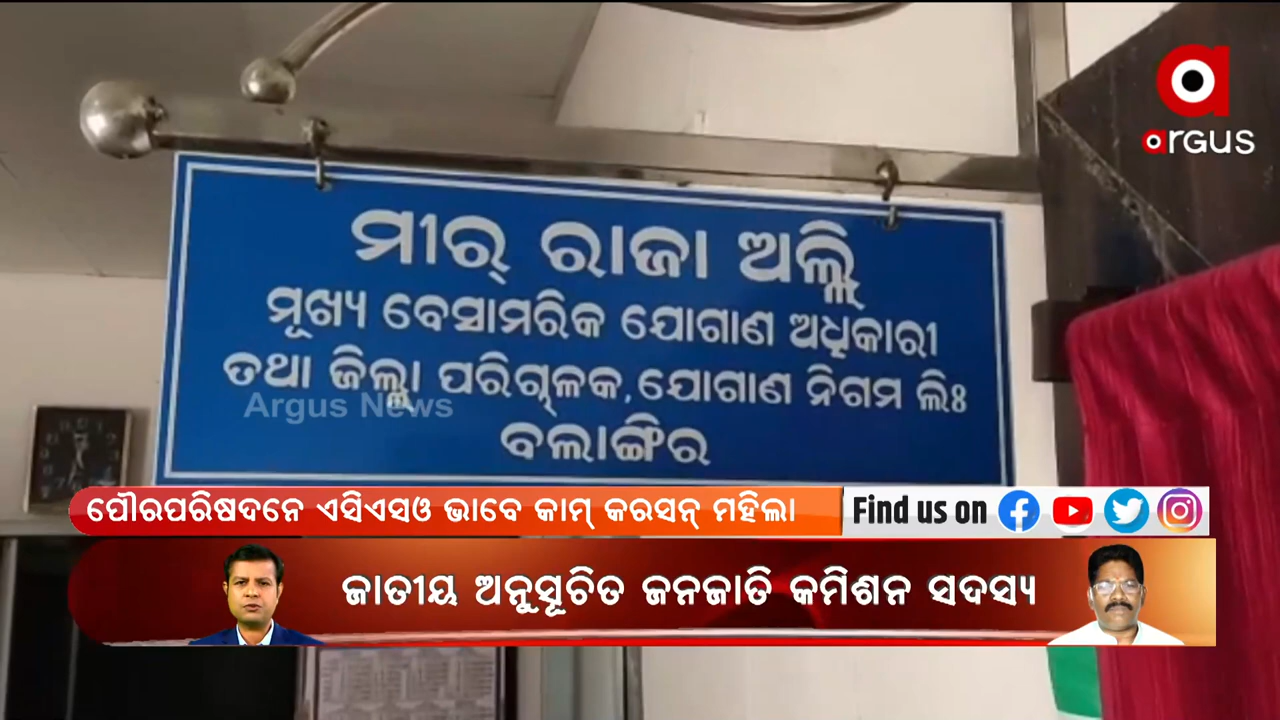 argus
ମୀର୍ ରାଜା ଅଲ୍ଲି
ମୂଖ୍ୟ ବେସାମରିକ ଯୋଗାଣ ଅଧିକାରୀ
ତଥା ଜିଲ୍ଲା ପରିଚାଳକ, ଯୋଗାଣ ନିଗମ ଲିଃ
Argus News
ବଲାଙ୍ଗିର
ପୌରପରିଷଦନେ ଏସିଏସଓ ଭାବେ କାମ୍ କରସନ୍ ମହିଳା
Find us on
ଜାତୀୟ ଅନୁସୂଚିତ ଜନଜାତି କମିଶନ ସଦସ୍ୟ